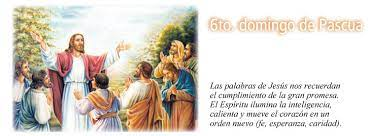 6to. domingo de Pascua
Las palabras de Jesús nos recuerdan
el cumplimiento de la gran promesa.
El Espíritu ilumina la inteligencia,
calienta y mueve el corazón en un
orden nuevo (fe, esperanza, caridad).